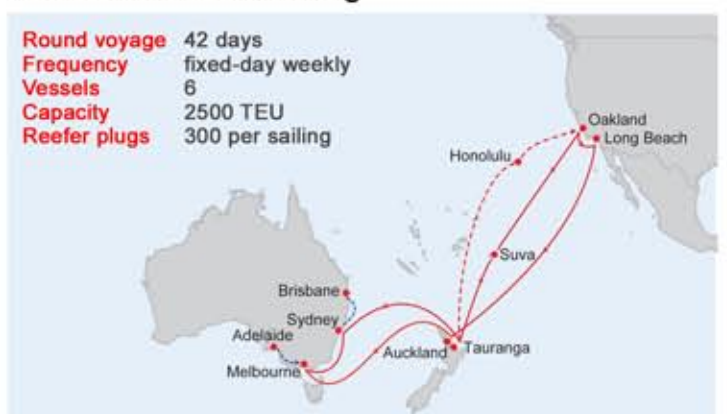 Round voyage 42 days
Frequency fixed-day weekly
Vessels 6
Capacity 2500 TEU
Reefer plugs 300 per sailing
Oakland
Long Beach
Honolulu
Suva
Brisbane
Sydney
Adelaide
Melbourne
Auckland
Tauranga